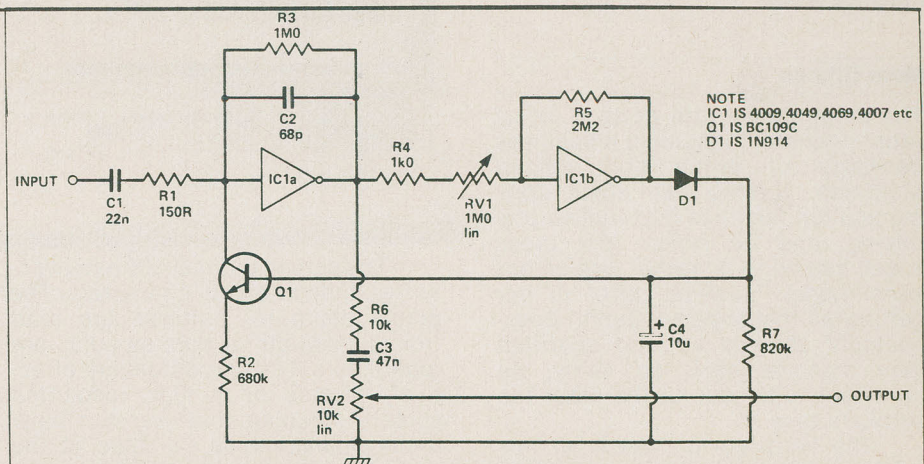 R3
1M0
C2
68p
NOTE
IC1 IS 4009,4049,4069,4007 etc
Q1 IS BC109C
D1 IS 1N914
R5
2M2
R4
1k0
INPUT
C1
22n
R1
150R
IC1a
RV1
1M0
lin
IC1b
D1
Q1
R6
10k
C3
47n
R2
680k
RV2
10k
lin
+
C4
10u
R7
820k
OUTPUT